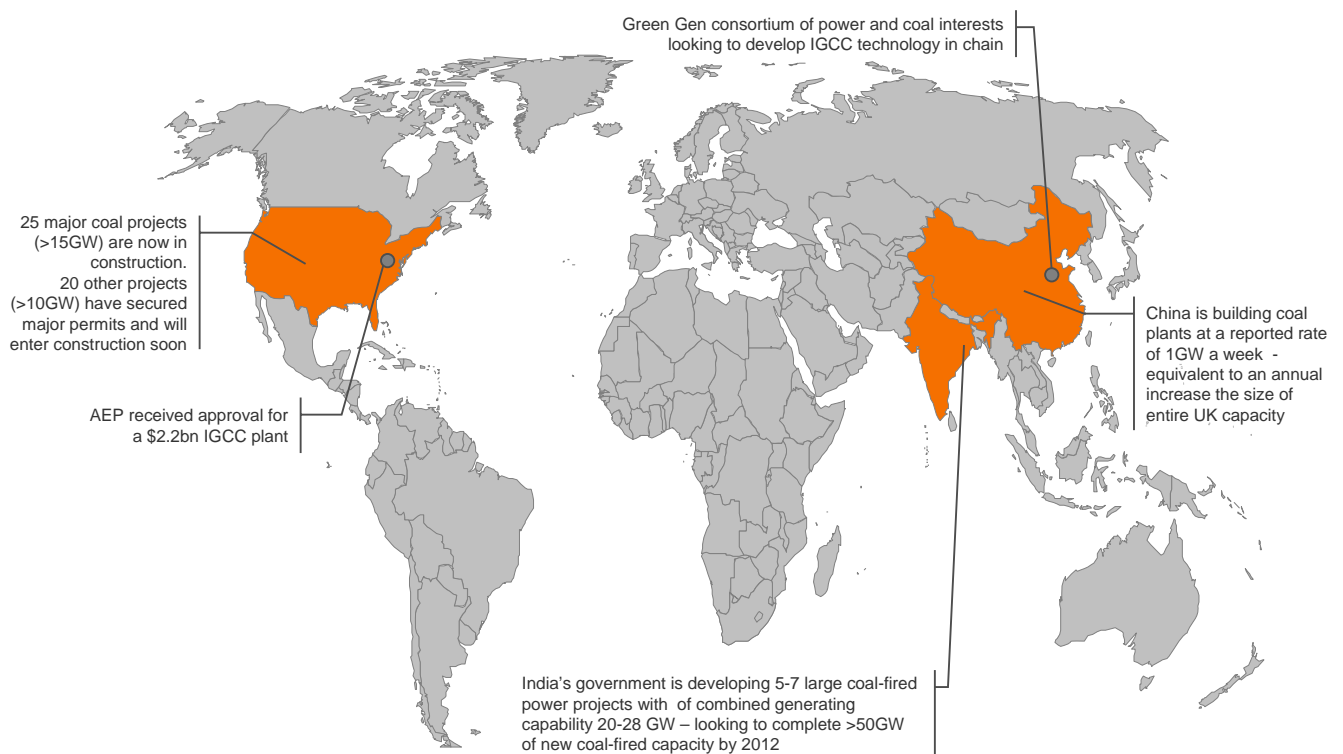 Green Gen consortium of power and coal interests
looking to develop IGCC technology in chain
25 major coal projects
(>15GW) are now in
construction.
20 other projects
(>10GW) have secured
major permits and will
enter construction soon
China is building coal
plants at a reported rate
of 1GW a week -
equivalent to an annual
increase the size of
entire UK capacity
AEP received approval for
a $2.2bn IGCC plant
India’s government is developing 5-7 large coal-fired
power projects with of combined generating
capability 20-28 GW – looking to complete >50GW
of new coal-fired capacity by 2012